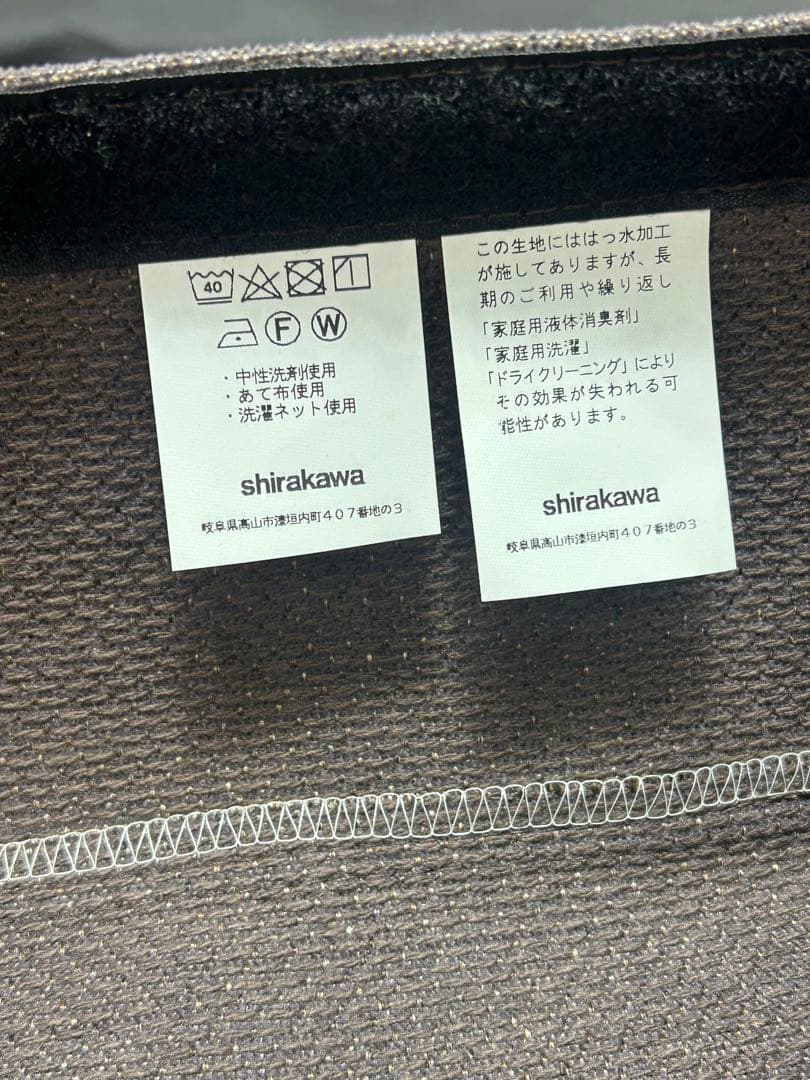 40
F W
・中性洗剤使用
・あて布使用
・洗濯ネット使用
shirakawa
岐阜県高山市漆垣内町４０７番地の３
この生地にははっ水加工
が施してありますが、長
期のご利用や繰り返し
「家庭用液体消臭剤」
「家庭用洗濯」
「ドライクリーニング」により
その効果が失われる可
能性があります。
shirakawa
岐阜県高山市漆垣内町４０７番地の３